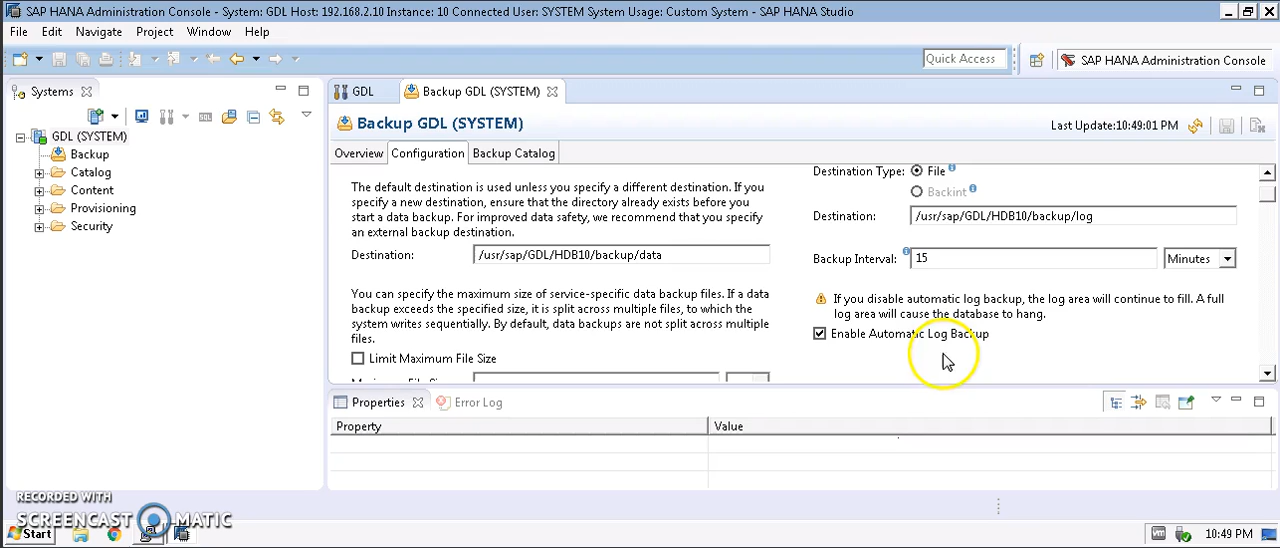 SAP HANA Administration Console - System: GDL Host: 192.168.2.10 Instance: 10 Connected User: SYSTEM System Usage: Custom System - SAP HANA Studio
File Edit Navigate Project Window Help
Quick Access
SAP HANA Administration Console
Systems
GDL (SYSTEM)
Backup
Catalog
Content
Provisioning
Security
GDL
Backup GDL (SYSTEM)
Backup GDL (SYSTEM)
Last Update:10:49:01 PM
Overview Configuration Backup Catalog
The default destination is used unless you specify a different destination. If you
specify a new destination, ensure that the directory already exists before you
start a data backup. For improved data safety, we recommend that you specify
an external backup destination.
Destination: /usr/sap/GDL/HDB10/backup/data
You can specify the maximum size of service-specific data backup files. If a data
backup exceeds the specified size, it is split across multiple files, to which the
system writes sequentially. By default, data backups are not split across multiple
files.
Limit Maximum File Size
Destination Type: File
Backint
Destination: /usr/sap/GDL/HDB10/backup/log
Backup Interval: 15 Minutes
If you disable automatic log backup, the log area will continue to fill. A full
log area will cause the database to hang.
Enable Automatic Log Backup
Properties Error Log
Property Value
RECORDED WITH
SCREENCAST MATIC
Start
10:49 PM